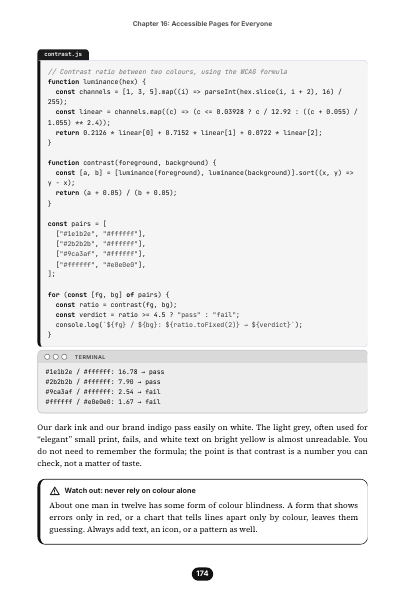 Chapter 16: Accessible Pages for Everyone
contrast.js
// Contrast ratio between two colours, using the WCAG formula
function luminance(hex) {
  const channels = [1, 3, 5].map((i) => parseInt(hex.slice(i, i + 2), 16) /
255);
  const linear = channels.map((c) => (c <= 0.03928 ? c / 12.92 : ((c + 0.055) /
1.055) ** 2.4));
  return 0.2126 * linear[0] + 0.7152 * linear[1] + 0.0722 * linear[2];
}
function contrast(foreground, background) {
  const [a, b] = [luminance(foreground), luminance(background)].sort((x, y) =>
y - x);
  return (a + 0.05) / (b + 0.05);
}
const pairs = [
  ["#1e1b2e", "#ffffff"],
  ["#2b2b2b", "#ffffff"],
  ["#9ca3af", "#ffffff"],
  ["#ffffff", "#e0e0e0"],
];
for (const [fg, bg] of pairs) {
  const ratio = contrast(fg, bg);
  const verdict = ratio >= 4.5 ? "pass" : "fail";
  console.log(`${fg} / ${bg}: ${ratio.toFixed(2)} → ${verdict}`);
}
TERMINAL
#1e1b2e / #ffffff: 16.78 → pass
#2b2b2b / #ffffff: 7.90 → pass
#9ca3af / #ffffff: 2.54 → fail
#ffffff / #e0e0e0: 1.67 → fail
Our dark ink and our brand indigo pass easily on white. The light grey, often used for
“elegant” small print, fails, and white text on bright yellow is almost unreadable. You
do not need to remember the formula; the point is that contrast is a number you can
check, not a matter of taste.
Watch out: never rely on colour alone
About one man in twelve has some form of colour blindness. A form that shows
errors only in red, or a chart that tells lines apart only by colour, leaves them
guessing. Always add text, an icon, or a pattern as well.
174